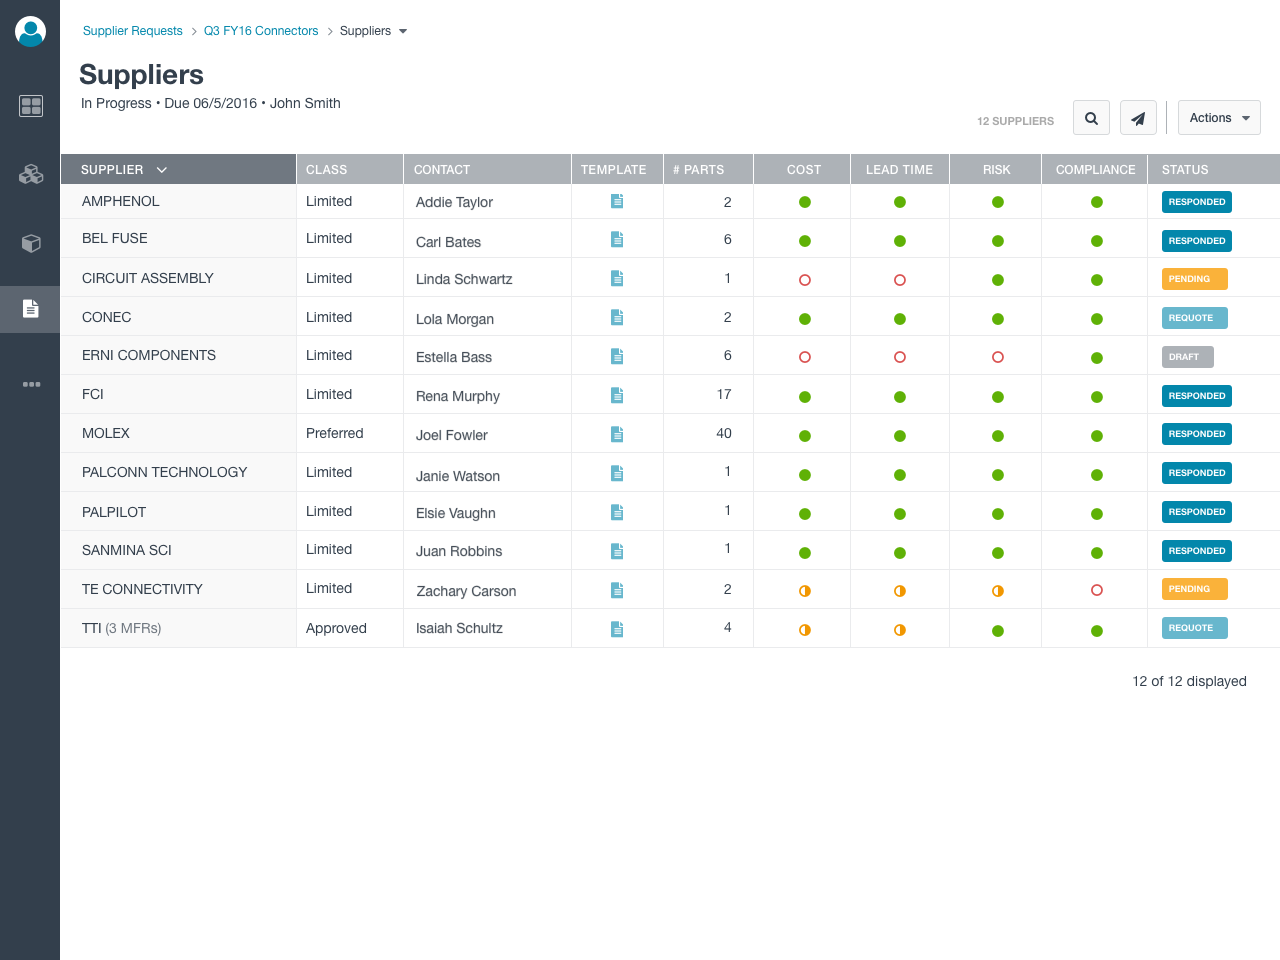 Supplier Requests > Q3 FY16 Connectors > Suppliers
Suppliers
In Progress • Due 06/5/2016 • John Smith
12 SUPPLIERS Actions
SUPPLIER CLASS CONTACT TEMPLATE # PARTS COST LEAD TIME RISK COMPLIANCE STATUS
AMPHENOL Limited Addie Taylor 2 RESPONDED
BEL FUSE Limited Carl Bates 6 RESPONDED
CIRCUIT ASSEMBLY Limited Linda Schwartz 1 PENDING
CONEC Limited Lola Morgan 2 REQUOTE
ERNI COMPONENTS Limited Estella Bass 6 DRAFT
FCI Limited Rena Murphy 17 RESPONDED
MOLEX Preferred Joel Fowler 40 RESPONDED
PALCONN TECHNOLOGY Limited Janie Watson 1 RESPONDED
PALPILOT Limited Elsie Vaughn 1 RESPONDED
SANMINA SCI Limited Juan Robbins 1 RESPONDED
TE CONNECTIVITY Limited Zachary Carson 2 PENDING
TTI (3 MFRs) Approved Isaiah Schultz 4 REQUOTE
12 of 12 displayed